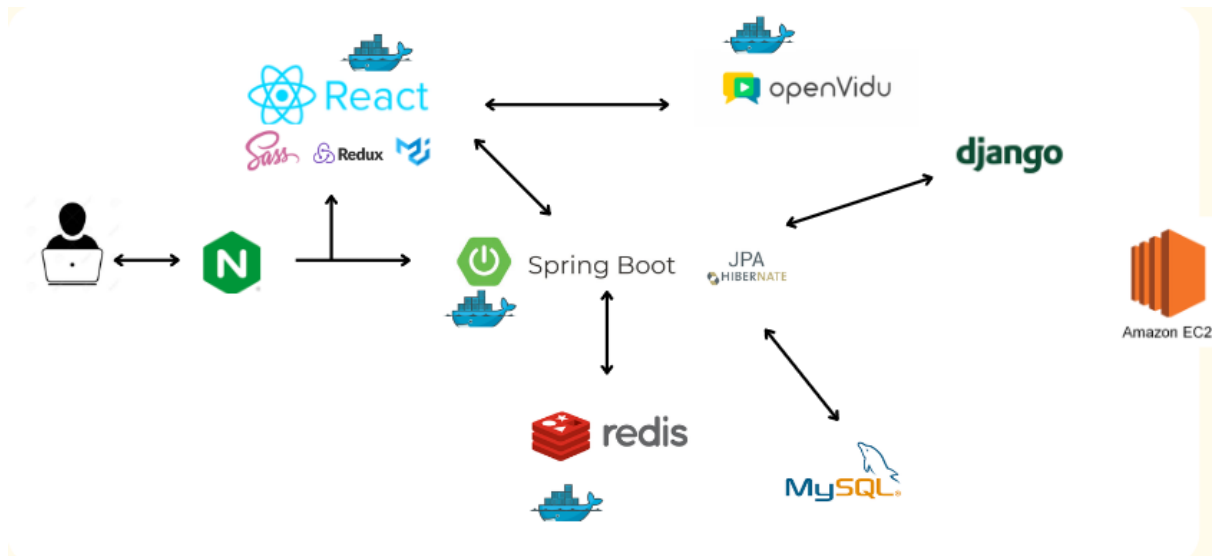 React
openVidu
Sass
Redux
django
N
Spring Boot
JPA
HIBERNATE
Amazon EC2
redis
MySQL